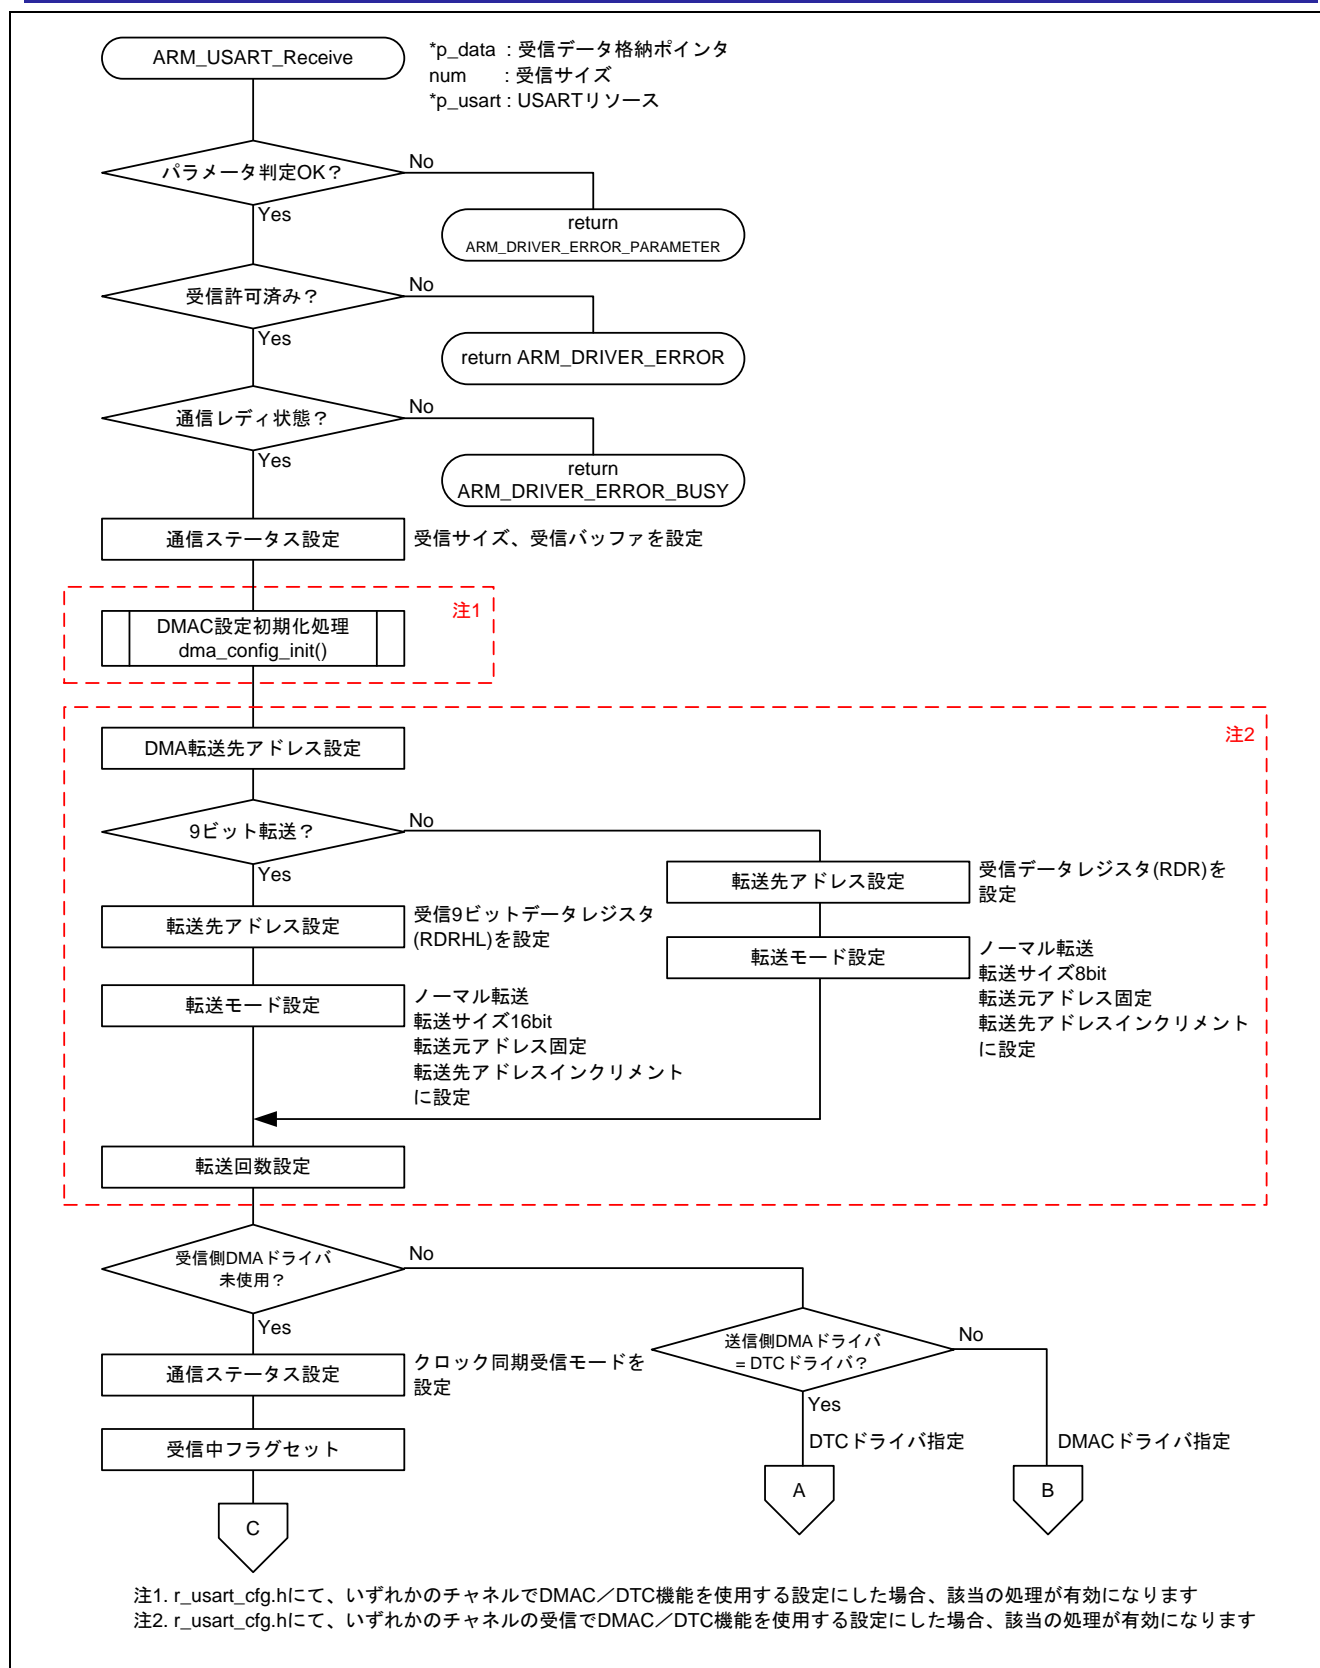 ARM_USART_Receive
*p_data : 受信データ格納ポインタ
num : 受信サイズ
*p_usart : USARTリソース
パラメータ判定OK？
No
Yes
return
ARM_DRIVER_ERROR_PARAMETER
受信許可済み？
No
Yes
return ARM_DRIVER_ERROR
通信レディ状態？
No
Yes
return
ARM_DRIVER_ERROR_BUSY
通信ステータス設定
受信サイズ、受信バッファを設定
注1
DMAC設定初期化処理
dma_config_init()
注2
DMA転送先アドレス設定
9ビット転送？
No
Yes
転送先アドレス設定
受信データレジスタ(RDR)を
設定
転送先アドレス設定
受信9ビットデータレジスタ
(RDRHL)を設定
転送モード設定
ノーマル転送
転送サイズ8bit
転送元アドレス固定
転送先アドレスインクリメント
に設定
転送モード設定
ノーマル転送
転送サイズ16bit
転送元アドレス固定
転送先アドレスインクリメント
に設定
転送回数設定
受信側DMAドライバ
未使用？
No
Yes
送信側DMAドライバ
= DTCドライバ？
No
Yes
通信ステータス設定
クロック同期受信モードを
設定
受信中フラグセット
DTCドライバ指定
DMACドライバ指定
A
B
C
注1. r_usart_cfg.hにて、いずれかのチャネルでDMAC／DTC機能を使用する設定にした場合、該当の処理が有効になります
注2. r_usart_cfg.hにて、いずれかのチャネルの受信でDMAC／DTC機能を使用する設定にした場合、該当の処理が有効になります